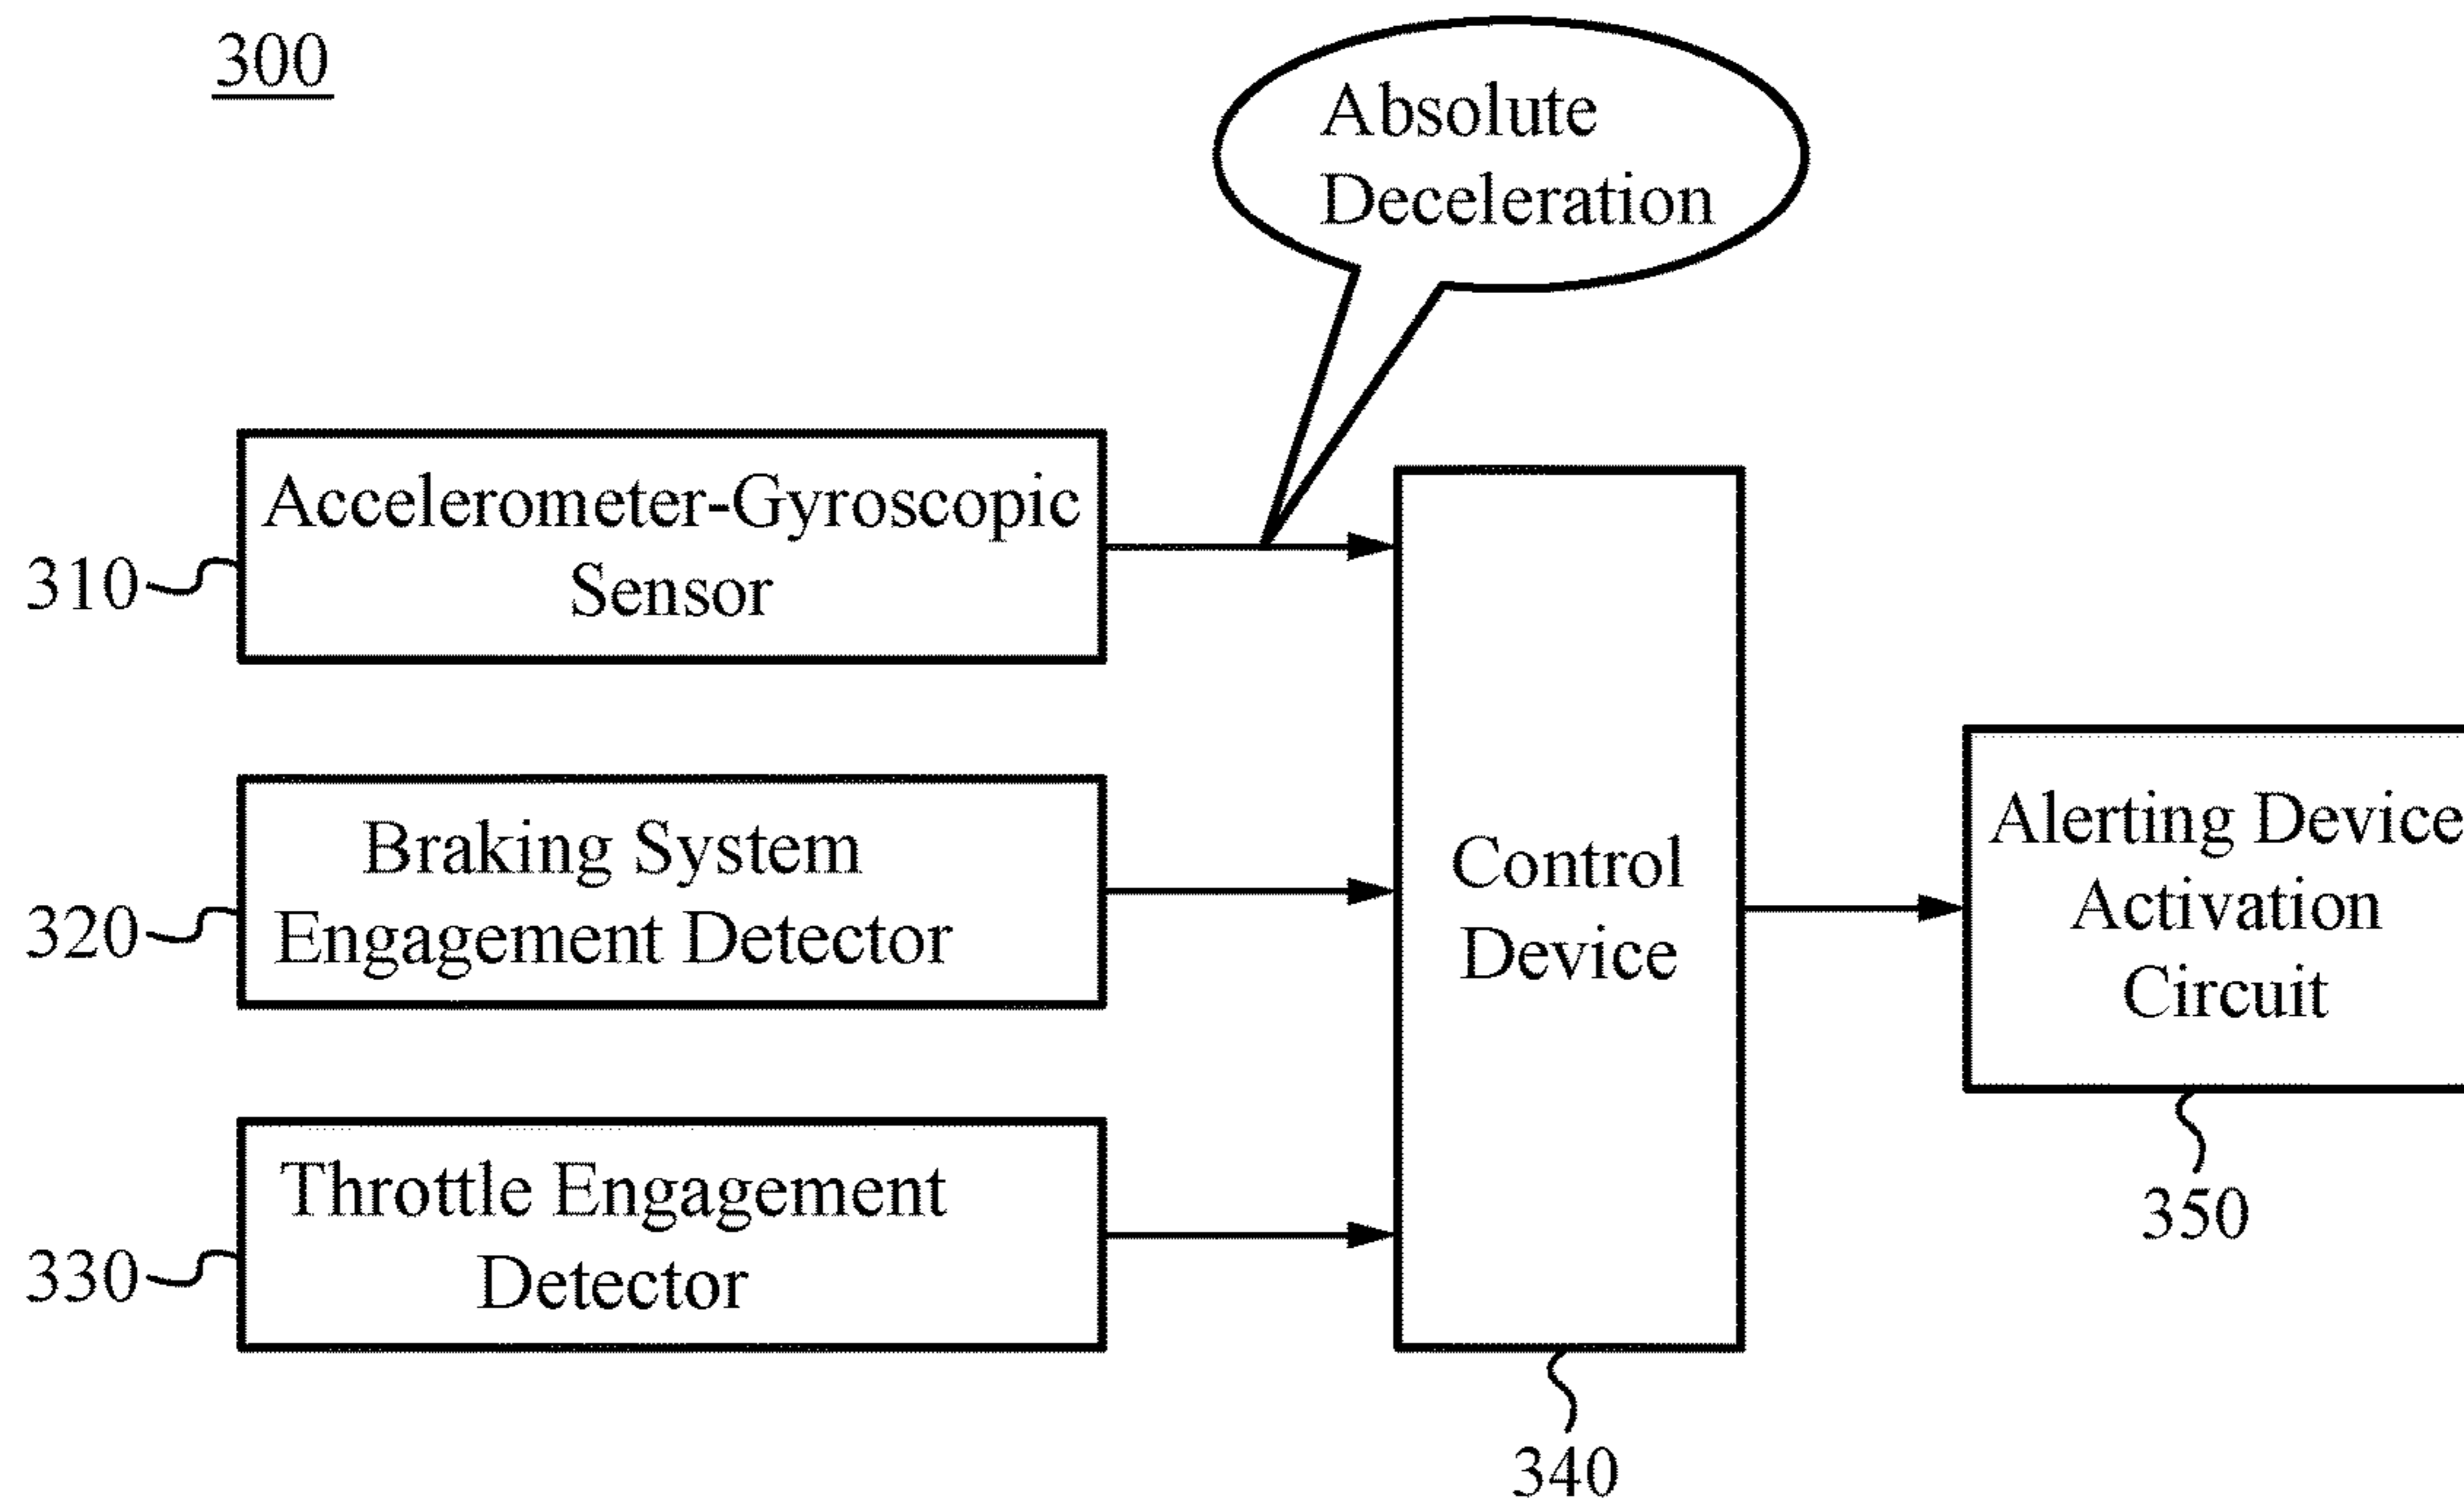 300
Absolute
Deceleration
Accelerometer-Gyroscopic
Sensor
310
Braking System
Engagement Detector
320
Throttle Engagement
Detector
330
Control
Device
340
Alerting Device
Activation
Circuit
350